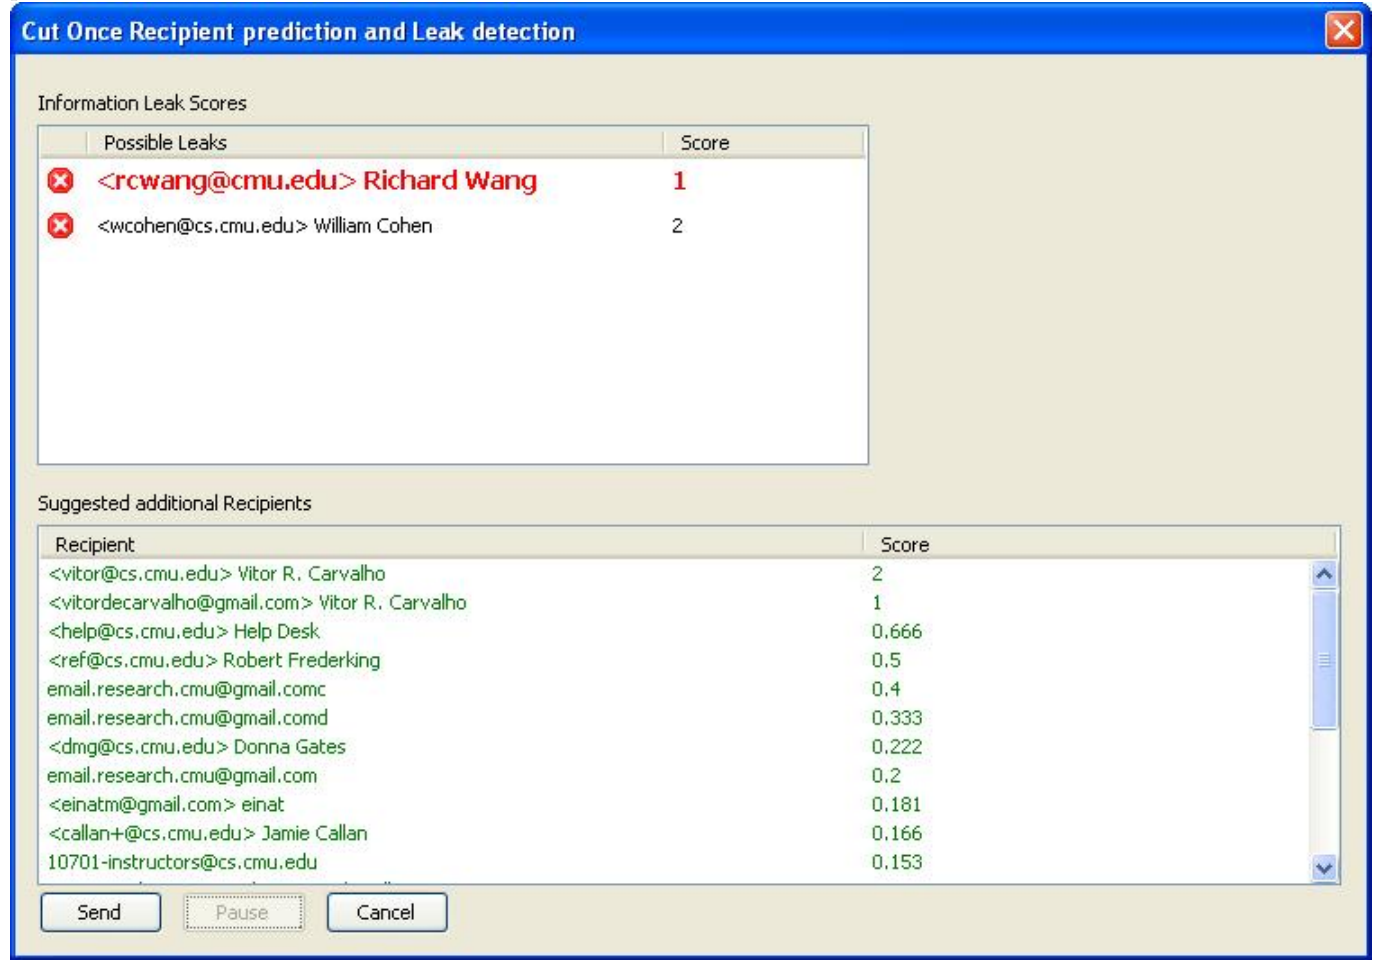 Cut Once Recipient prediction and Leak detection
Information Leak Scores
Possible Leaks Score
<rcwang@cmu.edu> Richard Wang 1
<wcohen@cs.cmu.edu> William Cohen 2
Suggested additional Recipients
Recipient Score
<vitor@cs.cmu.edu> Vitor R. Carvalho 2
<vitordecarvalho@gmail.com> Vitor R. Carvalho 1
<help@cs.cmu.edu> Help Desk 0.666
<ref@cs.cmu.edu> Robert Frederking 0.5
email.research.cmu@gmail.comc 0.4
email.research.cmu@gmail.comd 0.333
<dmg@cs.cmu.edu> Donna Gates 0.222
email.research.cmu@gmail.com 0.2
<einatm@gmail.com> einat 0.181
<callan+@cs.cmu.edu> Jamie Callan 0.166
10701-instructors@cs.cmu.edu 0.153
Send Pause Cancel